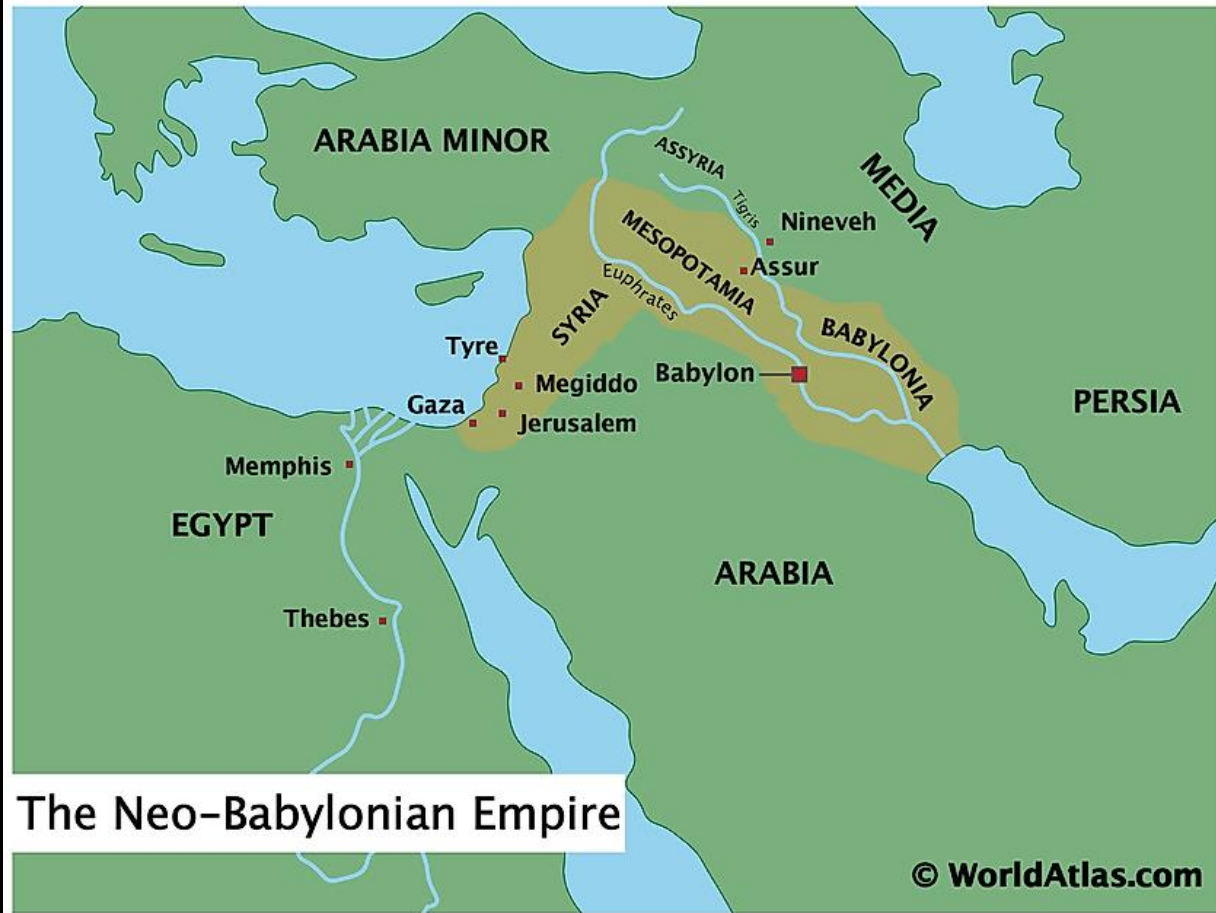 ARABIA MINOR
ASSYRIA
MEDIA
Tigris
Nineveh
MESOPOTAMIA
Assur
Euphrates
SYRIA
BABYLONIA
Tyre
Babylon
Megiddo
PERSIA
Gaza
Jerusalem
Memphis
EGYPT
ARABIA
Thebes
The Neo-Babylonian Empire
© WorldAtlas.com